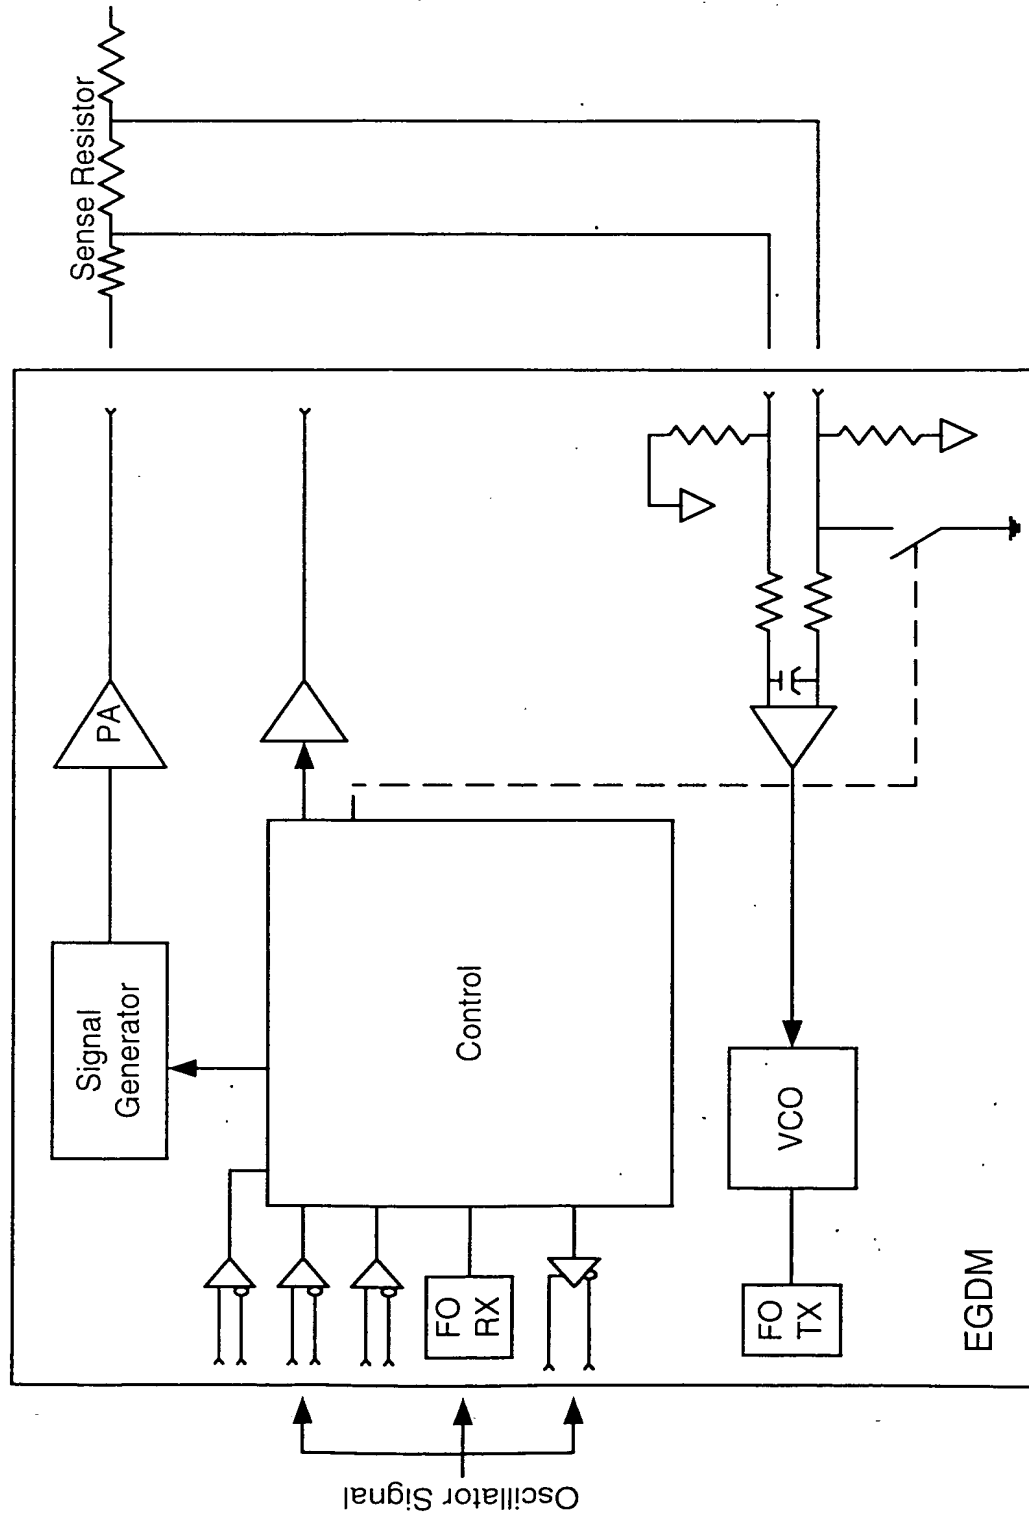 Sense Resistor
PA
Signal
Generator
Control
FO
RX
VCO
FO
TX
EGDM
Oscillator Signal